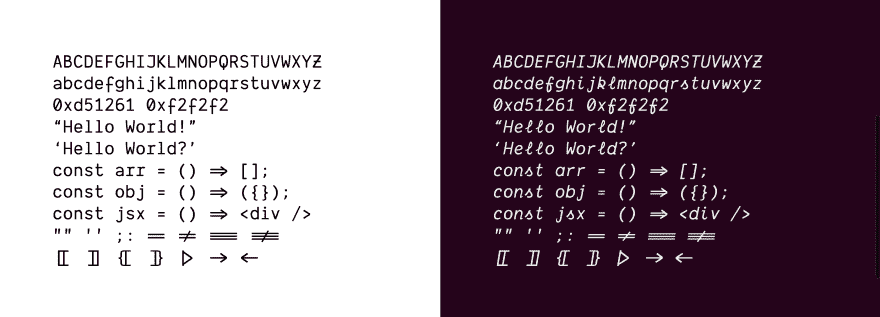 ABCDEFGHIJKLMNOPQRSTUVWXYZ
abcdefghijklmnopqrstuvwxyz
0xd51261 0xf2f2f2
“Hello World!”
‘Hello World?’
const arr = () ⇒ [];
const obj = () ⇒ ({});
const jsx = () ⇒ <div />
"" '' ;: == ≠ ≡ ≢
⟦ ⟧ ⦃ ⦄ ▷ → ←
ABCDEFGHIJKLMNOPQRSTUVWXYZ
abcdefghijklmnopqrstuvwxyz
0xd51261 0xf2f2f2
“Hello World!”
‘Hello World?’
const arr = () ⇒ [];
const obj = () ⇒ ({});
const jsx = () ⇒ <div />
"" '' ;: == ≠ ≡ ≢
⟦ ⟧ ⦃ ⦄ ▷ → ←